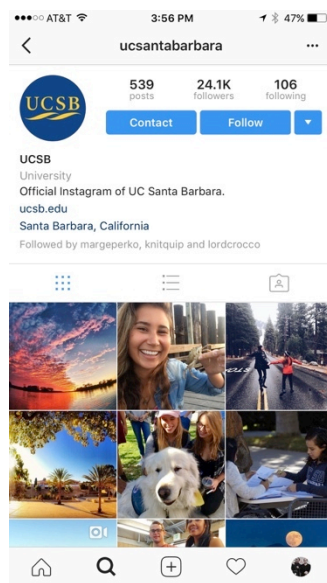 AT&T 3:56 PM 47%
ucsantabarbara
UCSB
539 24.1K 106
posts followers following
Contact Follow
UCSB
University
Official Instagram of UC Santa Barbara.
ucsb.edu
Santa Barbara, California
Followed by margeperko, knitquip and lordcrocco
STOP